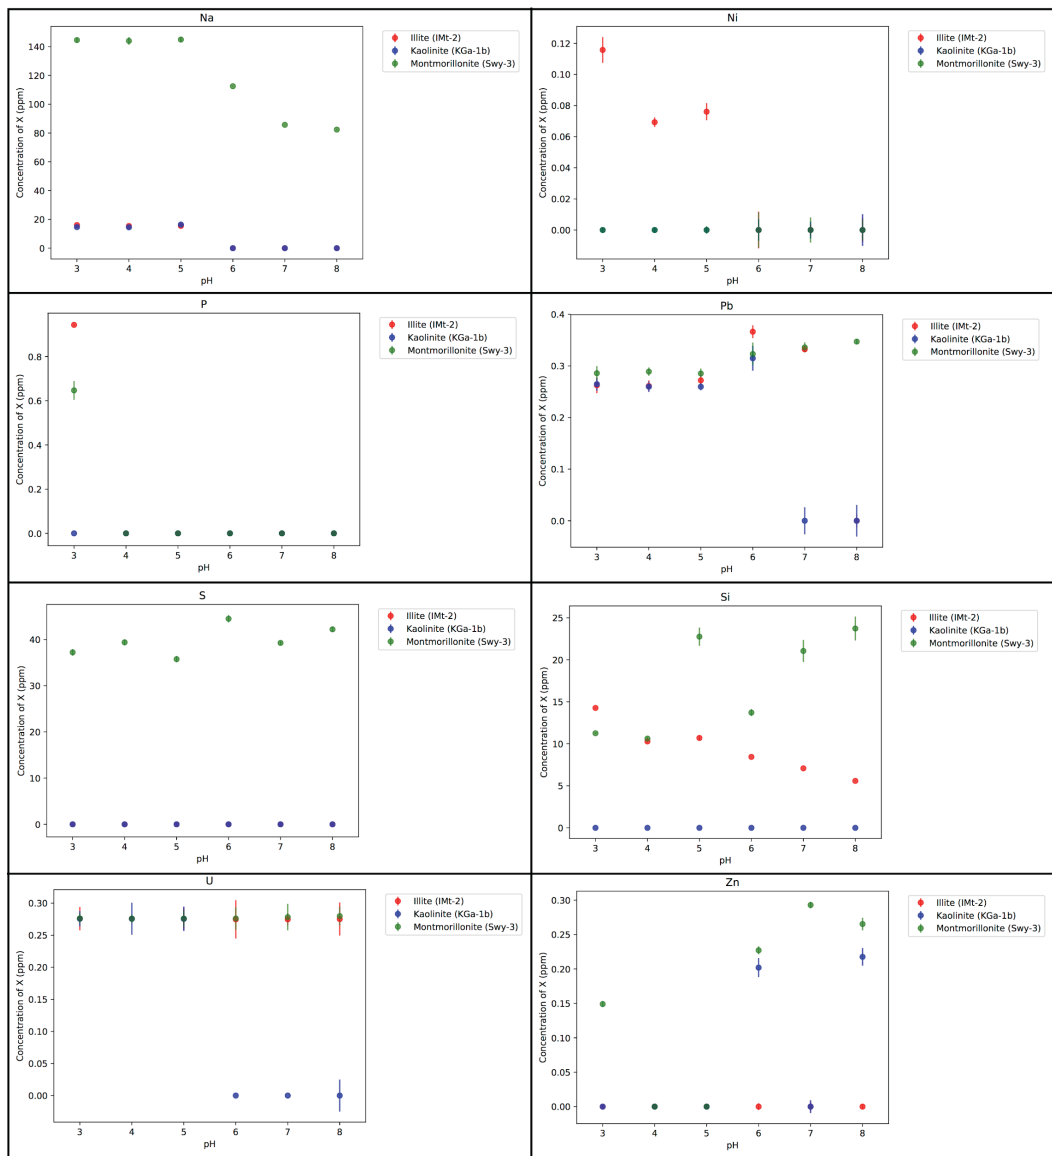 Na
Concentration of X (ppm)
140
120
100
80
60
40
20
0
3 4 5 6 7 8
pH
Illite (IMt-2)
Kaolinite (KGa-1b)
Montmorillonite (Swy-3)
Ni
Concentration of X (ppm)
0.12
0.10
0.08
0.06
0.04
0.02
0.00
3 4 5 6 7 8
pH
Illite (IMt-2)
Kaolinite (KGa-1b)
Montmorillonite (Swy-3)
P
Concentration of X (ppm)
0.8
0.6
0.4
0.2
0.0
3 4 5 6 7 8
pH
Illite (IMt-2)
Kaolinite (KGa-1b)
Montmorillonite (Swy-3)
Pb
Concentration of X (ppm)
0.4
0.3
0.2
0.1
0.0
3 4 5 6 7 8
pH
Illite (IMt-2)
Kaolinite (KGa-1b)
Montmorillonite (Swy-3)
S
Concentration of X (ppm)
40
30
20
10
0
3 4 5 6 7 8
pH
Illite (IMt-2)
Kaolinite (KGa-1b)
Montmorillonite (Swy-3)
Si
Concentration of X (ppm)
25
20
15
10
5
0
3 4 5 6 7 8
pH
Illite (IMt-2)
Kaolinite (KGa-1b)
Montmorillonite (Swy-3)
U
Concentration of X (ppm)
0.30
0.25
0.20
0.15
0.10
0.05
0.00
3 4 5 6 7 8
pH
Illite (IMt-2)
Kaolinite (KGa-1b)
Montmorillonite (Swy-3)
Zn
Concentration of X (ppm)
0.30
0.25
0.20
0.15
0.10
0.05
0.00
3 4 5 6 7 8
pH
Illite (IMt-2)
Kaolinite (KGa-1b)
Montmorillonite (Swy-3)